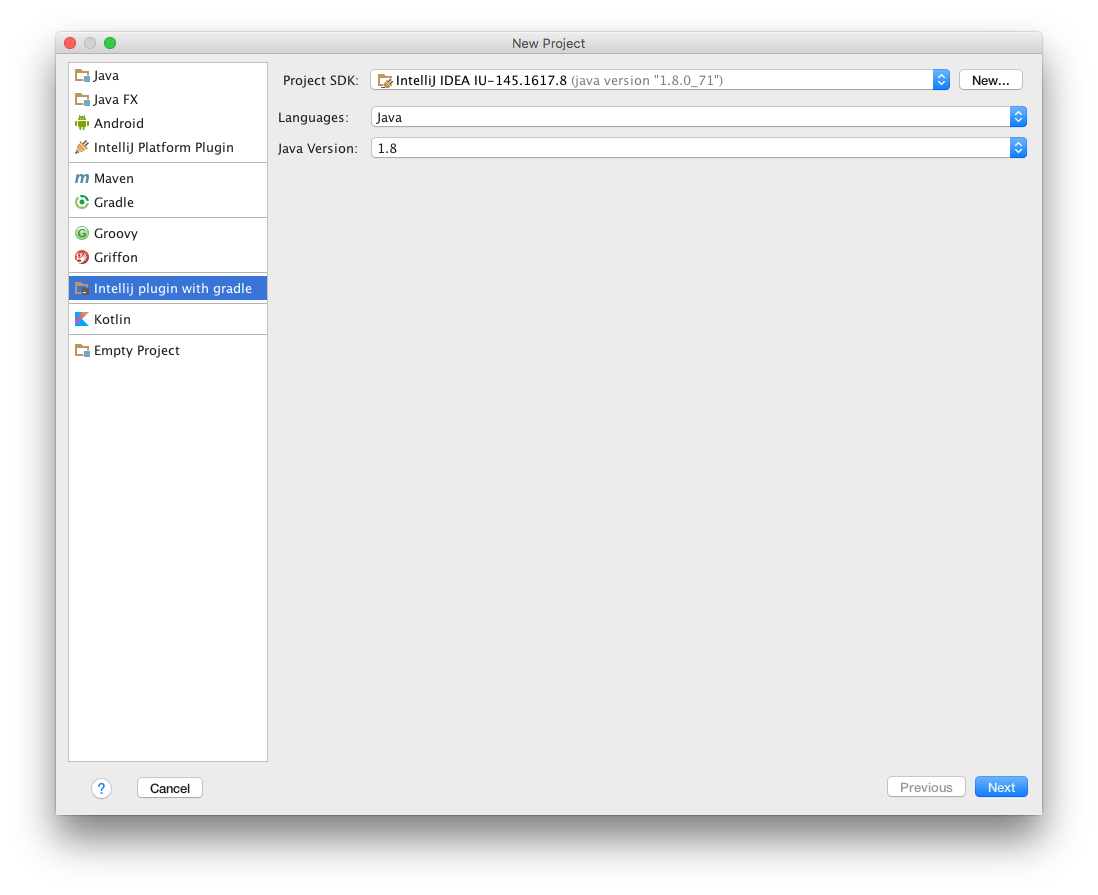 New Project
Java
Java FX
Android
IntelliJ Platform Plugin
Maven
Gradle
Groovy
Griffon
Intellij plugin with gradle
Kotlin
Empty Project
Project SDK: IntelliJ IDEA IU-145.1617.8 (java version "1.8.0_71") New...
Languages: Java
Java Version: 1.8
? Cancel Previous Next